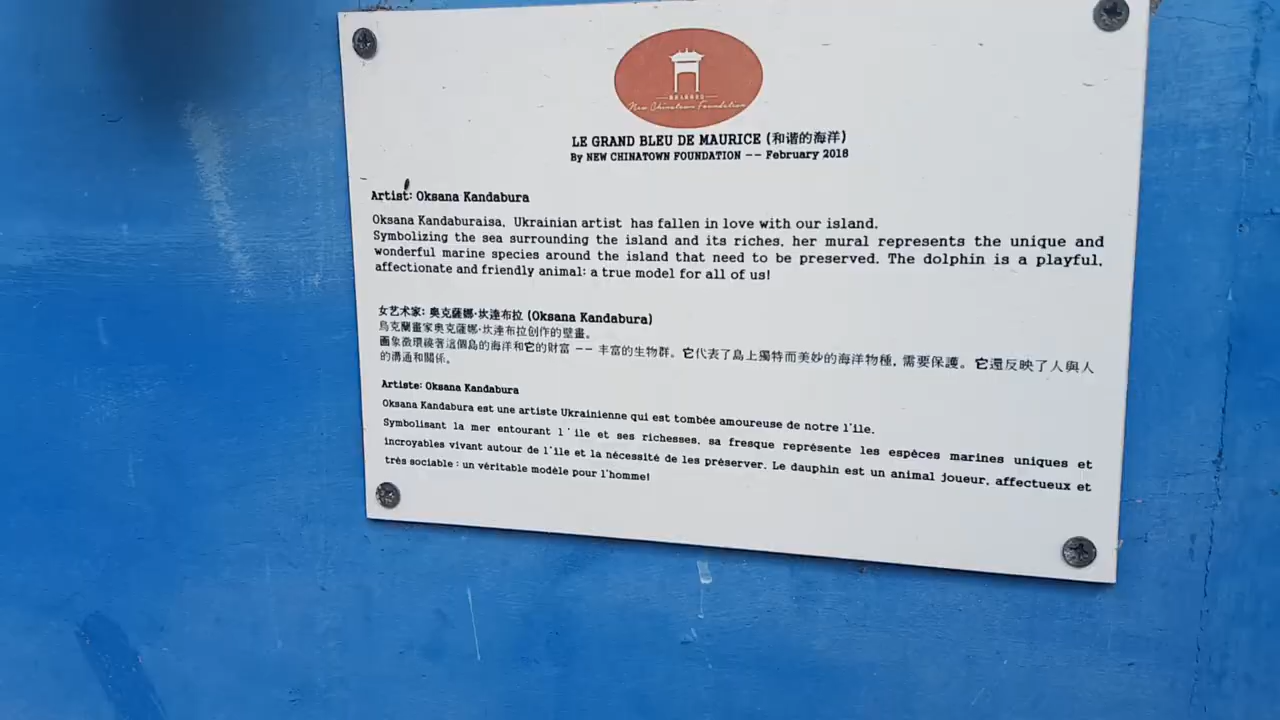 New Chinatown Foundation
LE GRAND BLEU DE MAURICE (和谐的海洋)
By NEW CHINATOWN FOUNDATION -- February 2018
Artist: Oksana Kandabura
Oksana Kandaburaisa, Ukrainian artist has fallen in love with our island.
Symbolizing the sea surrounding the island and its riches, her mural represents the unique and
wonderful marine species around the island that need to be preserved. The dolphin is a playful,
affectionate and friendly animal: a true model for all of us!
女艺术家: 奥克薩娜·坎達布拉 (Oksana Kandabura)
烏克蘭畫家奧克薩娜·坎達布拉创作的壁畫。
画象徵環繞著這個島的海洋和它的財富 -- 丰富的生物群。它代表了島上獨特而美妙的海洋物種, 需要保護。它還反映了人與人
的溝通和關係。
Artiste: Oksana Kandabura
Oksana Kandabura est une artiste Ukrainienne qui est tombée amoureuse de notre l'île.
Symbolisant la mer entourant l'île et ses richesses, sa fresque représente les espèces marines uniques et
incroyables vivant autour de l'île et la nécessité de les préserver. Le dauphin est un animal joueur, affectueux et
très sociable : un véritable modèle pour l'homme!